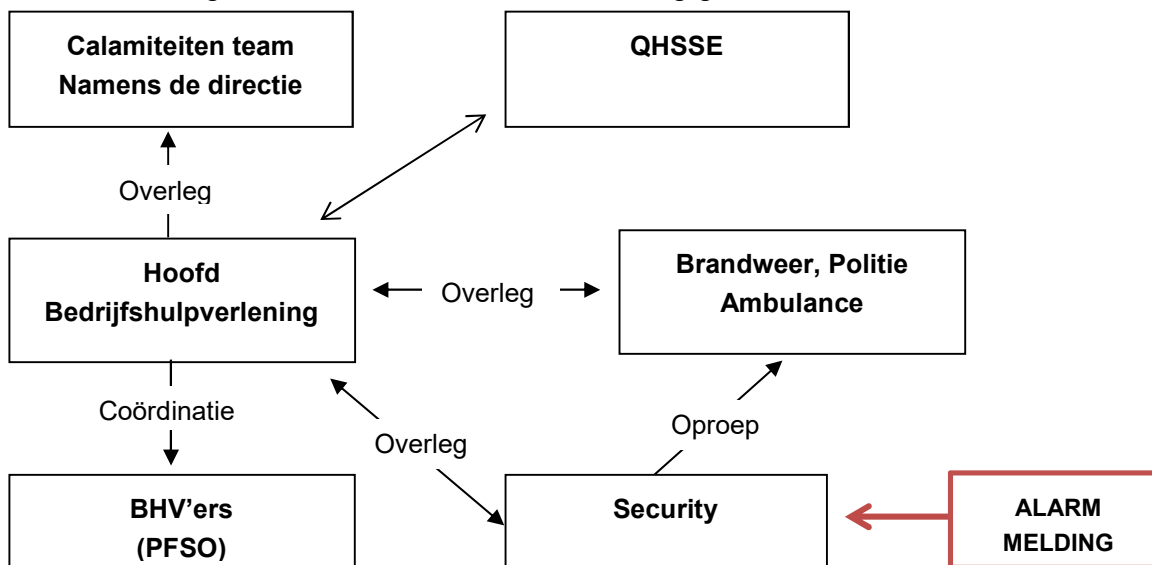 Calamiteiten team
Namens de directie
QHSSE
Overleg
Hoofd
Bedrijfshulpverlening
Overleg
Brandweer, Politie
Ambulance
Coördinatie
Overleg
Oproep
BHV’ers
(PFSO)
Security
ALARM
MELDING